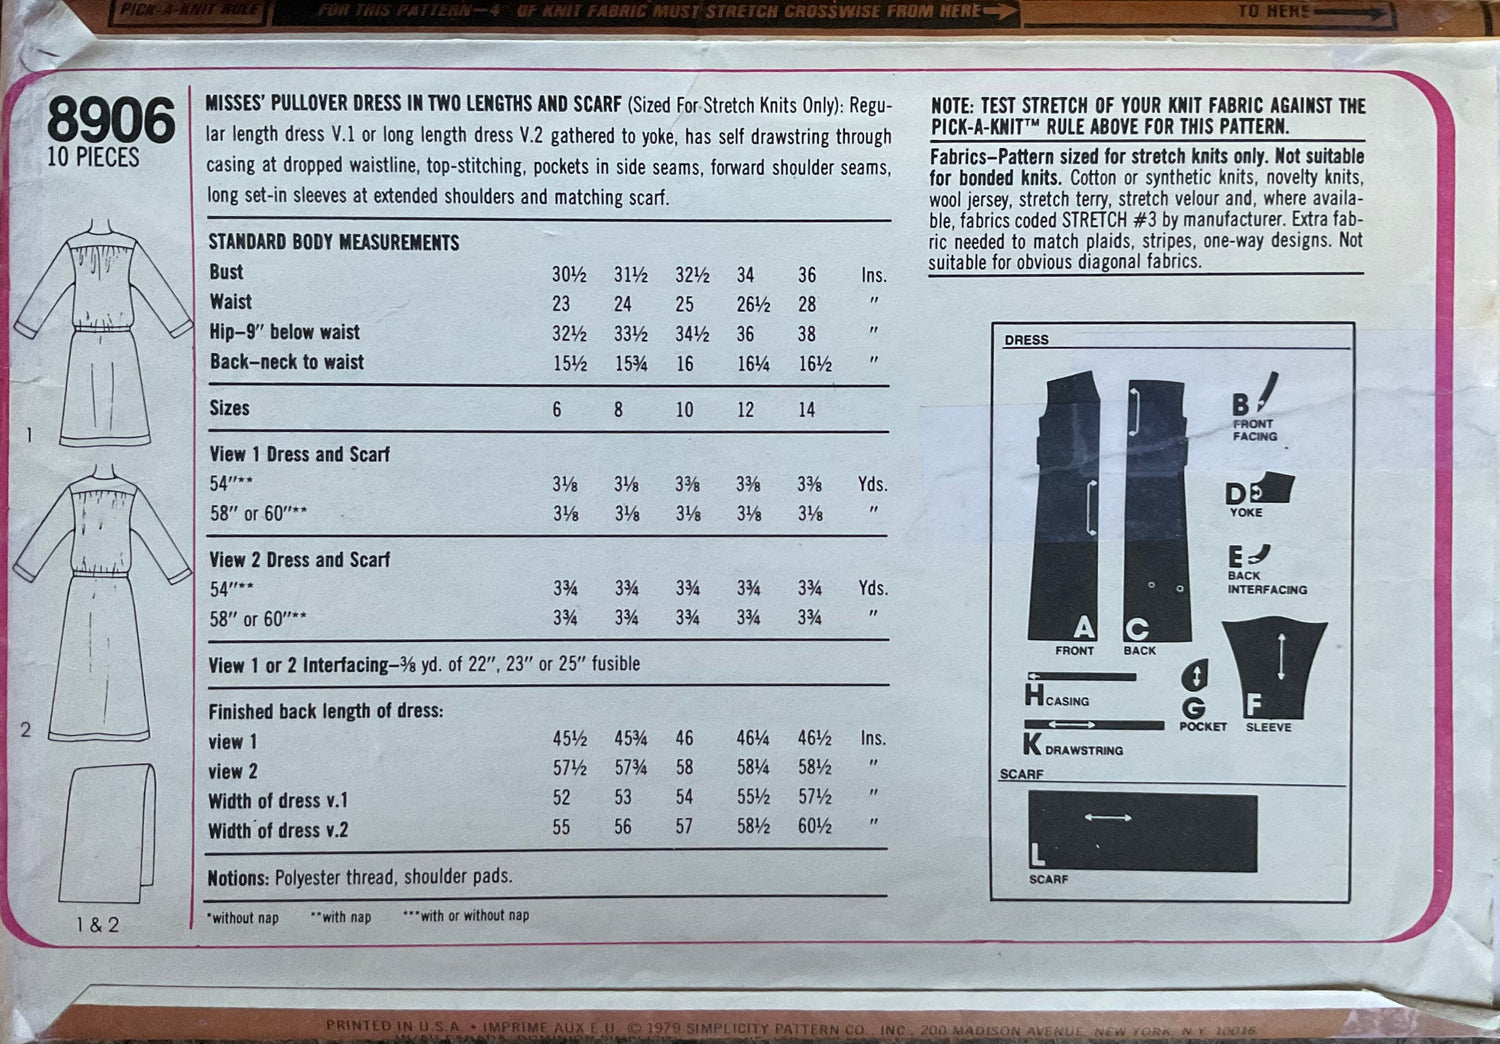 PICK-A-KNIT RULE FOR THIS PATTERN—4" OF KNIT FABRIC MUST STRETCH CROSSWISE FROM HERE TO HERE
8906
10 PIECES
1
2
1 & 2
MISSES' PULLOVER DRESS IN TWO LENGTHS AND SCARF (Sized For Stretch Knits Only): Regu-
lar length dress V.1 or long length dress V.2 gathered to yoke, has self drawstring through
casing at dropped waistline, top-stitching, pockets in side seams, forward shoulder seams,
long set-in sleeves at extended shoulders and matching scarf.
STANDARD BODY MEASUREMENTS
Bust 30½ 31½ 32½ 34 36 Ins.
Waist 23 24 25 26½ 28 "
Hip—9" below waist 32½ 33½ 34½ 36 38 "
Back—neck to waist 15½ 15¾ 16 16¼ 16½ "
Sizes 6 8 10 12 14
View 1 Dress and Scarf
54"** 3⅛ 3⅛ 3⅜ 3⅜ 3⅜ Yds.
58" or 60"** 3⅛ 3⅛ 3⅛ 3⅛ 3⅛ "
View 2 Dress and Scarf
54"** 3¾ 3¾ 3¾ 3¾ 3¾ Yds.
58" or 60"** 3¾ 3¾ 3¾ 3¾ 3¾ "
View 1 or 2 Interfacing—⅜ yd. of 22", 23" or 25" fusible
Finished back length of dress:
view 1 45½ 45¾ 46 46¼ 46½ Ins.
view 2 57½ 57¾ 58 58¼ 58½ "
Width of dress v.1 52 53 54 55½ 57½ "
Width of dress v.2 55 56 57 58½ 60½ "
Notions: Polyester thread, shoulder pads.
*without nap **with nap ***with or without nap
NOTE: TEST STRETCH OF YOUR KNIT FABRIC AGAINST THE
PICK-A-KNIT™ RULE ABOVE FOR THIS PATTERN.
Fabrics—Pattern sized for stretch knits only. Not suitable
for bonded knits. Cotton or synthetic knits, novelty knits,
wool jersey, stretch terry, stretch velour and, where availa-
ble, fabrics coded STRETCH #3 by manufacturer. Extra fab-
ric needed to match plaids, stripes, one-way designs. Not
suitable for obvious diagonal fabrics.
DRESS
A
FRONT
C
BACK
B
FRONT
FACING
D
YOKE
E
BACK
INTERFACING
F
SLEEVE
G
POCKET
H CASING
K DRAWSTRING
SCARF
L
SCARF
PRINTED IN U.S.A. • IMPRIME AUX E.U. © 1979 SIMPLICITY PATTERN CO., INC., 200 MADISON AVENUE, NEW YORK, N.Y. 10016